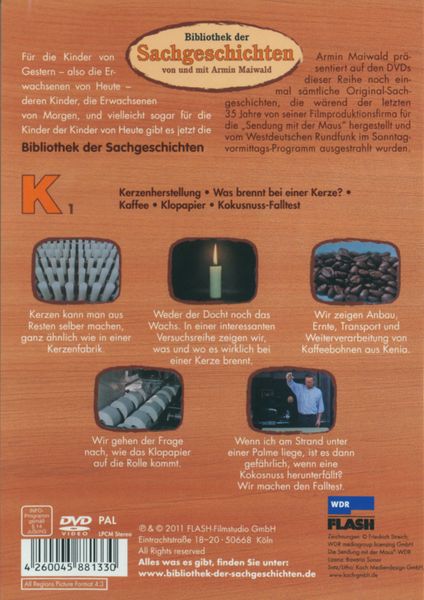 Bibliothek der
Sachgeschichten
von und mit Armin Maiwald
Für die Kinder von
Gestern – also die Er-
wachsenen von Heute –
deren Kinder, die Erwachsenen
von Morgen, und vielleicht sogar für die
Kinder der Kinder von Heute gibt es jetzt die
Bibliothek der Sachgeschichten
Armin Maiwald prä-
sentiert auf den DVDs
dieser Reihe noch ein-
mal sämtliche Original-Sach-
geschichten, die wärend der letzten
35 Jahre von seiner Filmproduktionsfirma für
die „Sendung mit der Maus“ hergestellt und
vom Westdeutschen Rundfunk im Sonntag-
vormittags-Programm ausgestrahlt wurden.
K 1
Kerzenherstellung • Was brennt bei einer Kerze? •
Kaffee • Klopapier • Kokusnuss-Falltest
Kerzen kann man aus
Resten selber machen,
ganz ähnlich wie in einer
Kerzenfabrik.
Weder der Docht noch das
Wachs. In einer interessanten
Versuchsreihe zeigen wir,
was und wo es wirklich bei
einer Kerze brennt.
Wir zeigen Anbau,
Ernte, Transport und
Weiterverarbeitung von
Kaffeebohnen aus Kenia.
Wir gehen der Frage
nach, wie das Klopapier
auf die Rolle kommt.
Wenn ich am Strand unter
einer Palme liege, ist es dann
gefährlich, wenn eine
Kokusnuss herunterfällt?
Wir machen den Falltest.
INFO-
Programm
gemäß
§ 14
JuSchG
DVD
VIDEO
PAL
LPCM Stereo
4 260045 881330
All Regions Picture Format 4:3
℗ & © 2011 FLASH-Filmstudio GmbH
Eintrachtstraße 18–20 · 50668 Köln
All rights reserved
Alles was es gibt, finden Sie unter:
www.bibliothek-der-sachgeschichten.de
WDR
FLASH
Zeichnungen: © Friedrich Streich;
WDR mediagroup licensing GmbH;
Die Sendung mit der Maus® WDR
Lizenz: Bavaria Sonor
Satz/Litho: Koch Mediendesign GmbH
www.kochgmbh.de